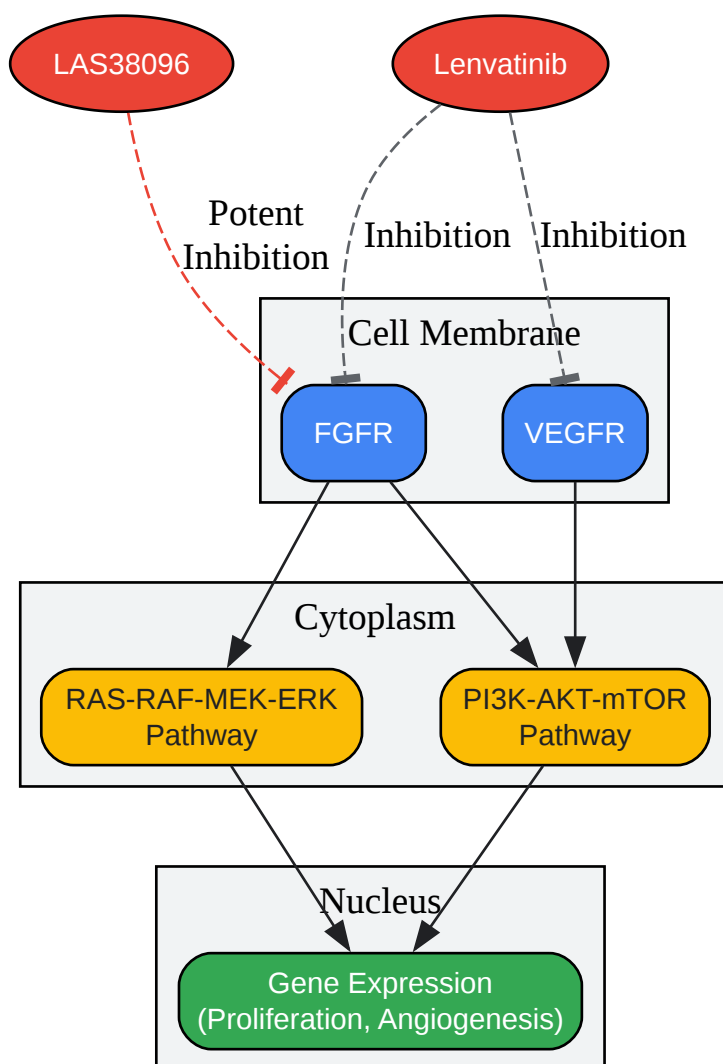 LAS38096
Lenvatinib
Potent
Inhibition
Inhibition
Inhibition
Cell Membrane
FGFR
VEGFR
Cytoplasm
RAS-RAF-MEK-ERK
Pathway
PI3K-AKT-mTOR
Pathway
Nucleus
Gene Expression
(Proliferation, Angiogenesis)